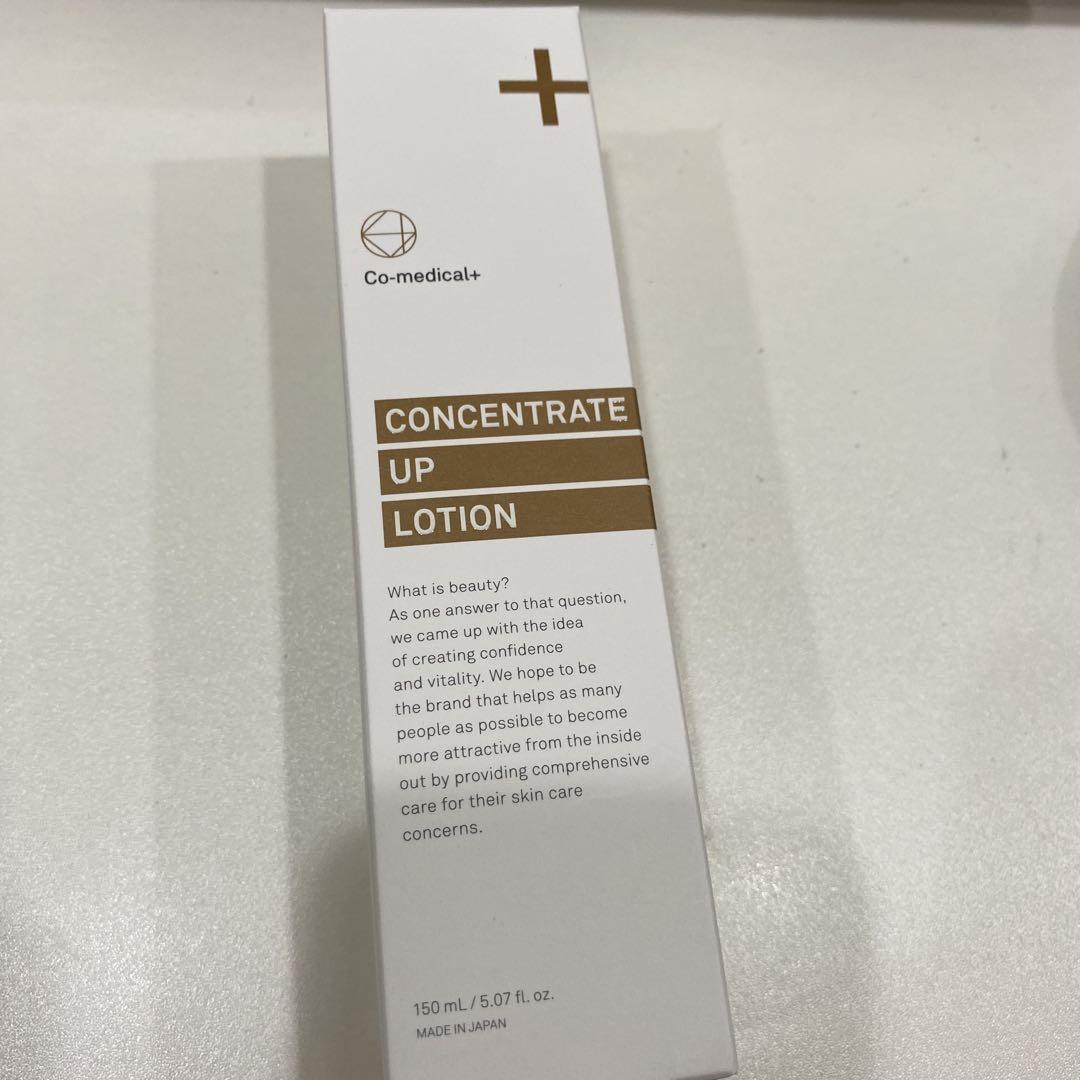 Co-medical+
CONCENTRATE
UP
LOTION
What is beauty?
As one answer to that question,
we came up with the idea
of creating confidence
and vitality. We hope to be
the brand that helps as many
people as possible to become
more attractive from the inside
out by providing comprehensive
care for their skin care
concerns.
150 mL / 5.07 fl. oz.
MADE IN JAPAN